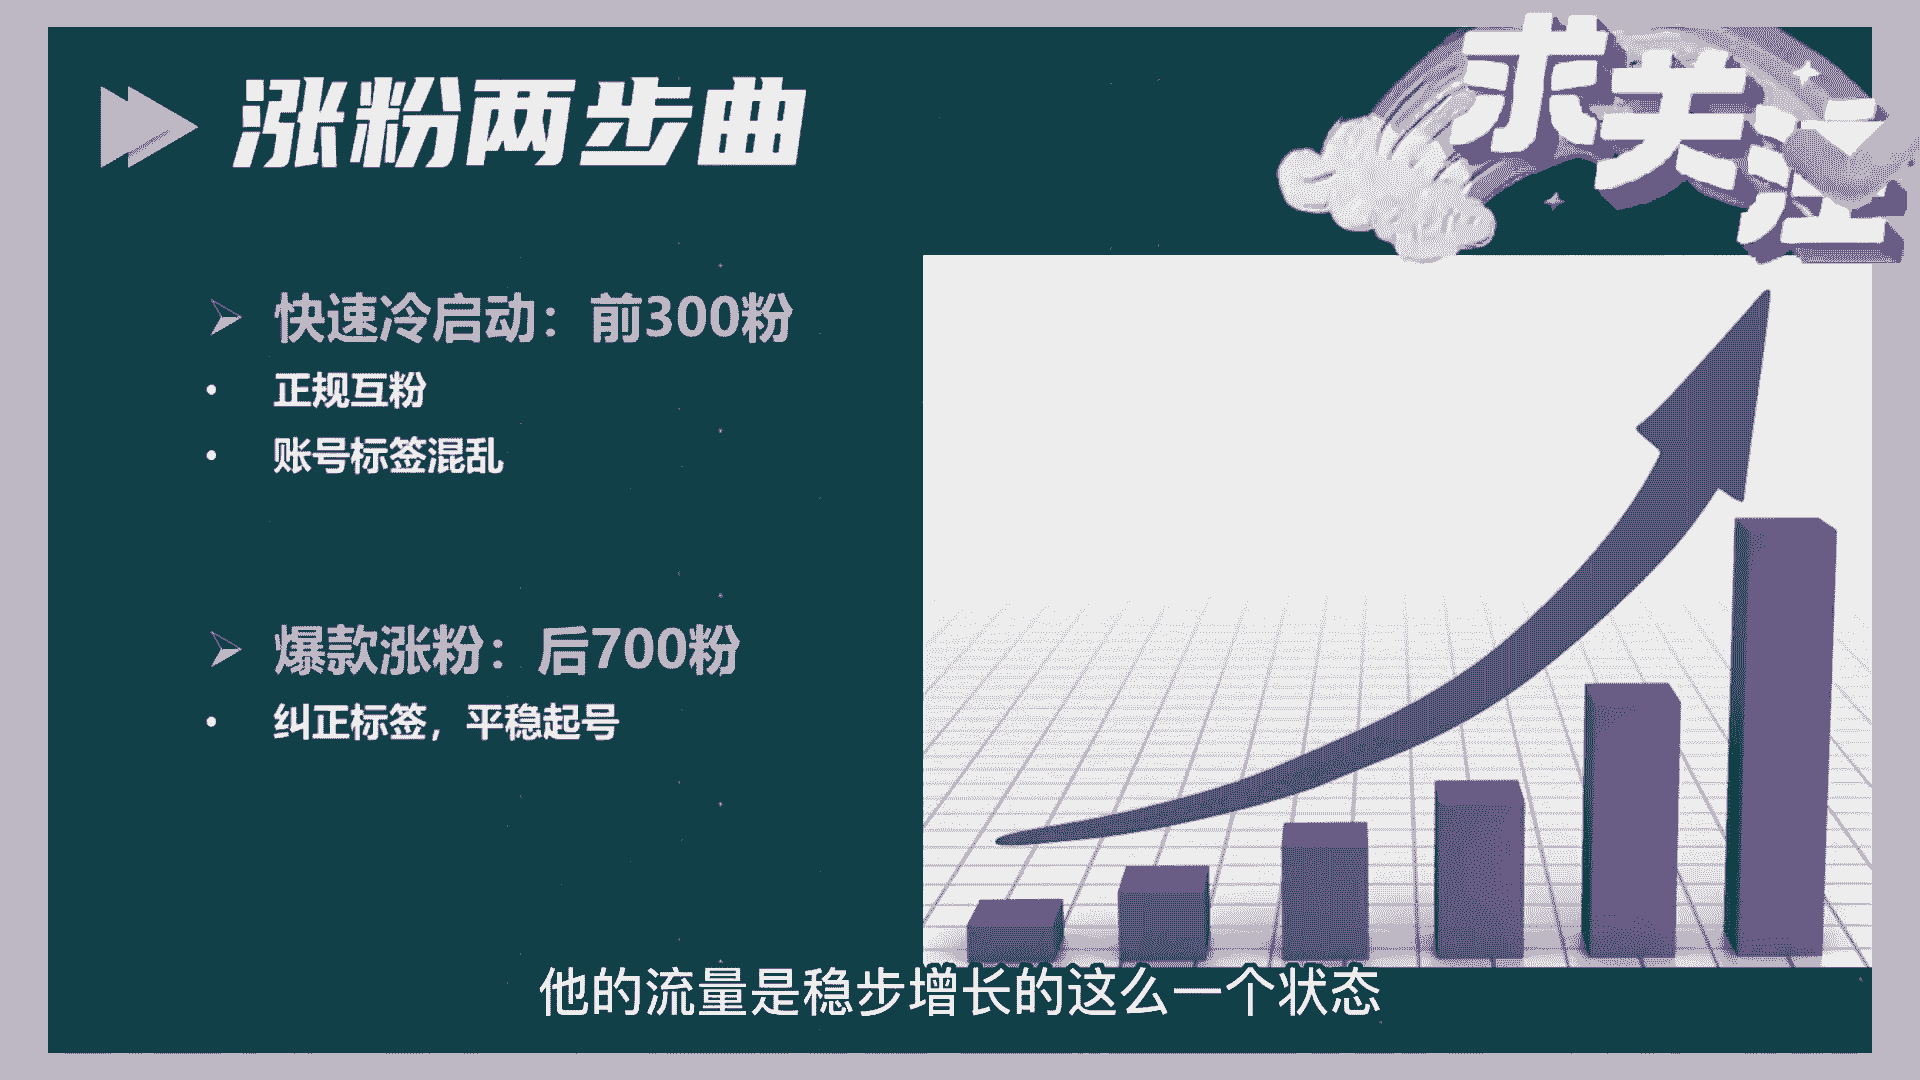 涨粉两步曲
求关注
快速冷启动：前300粉
正规互粉
账号标签混乱
爆款涨粉：后700粉
纠正标签，平稳起号
他的流量是稳步增长的这么一个状态